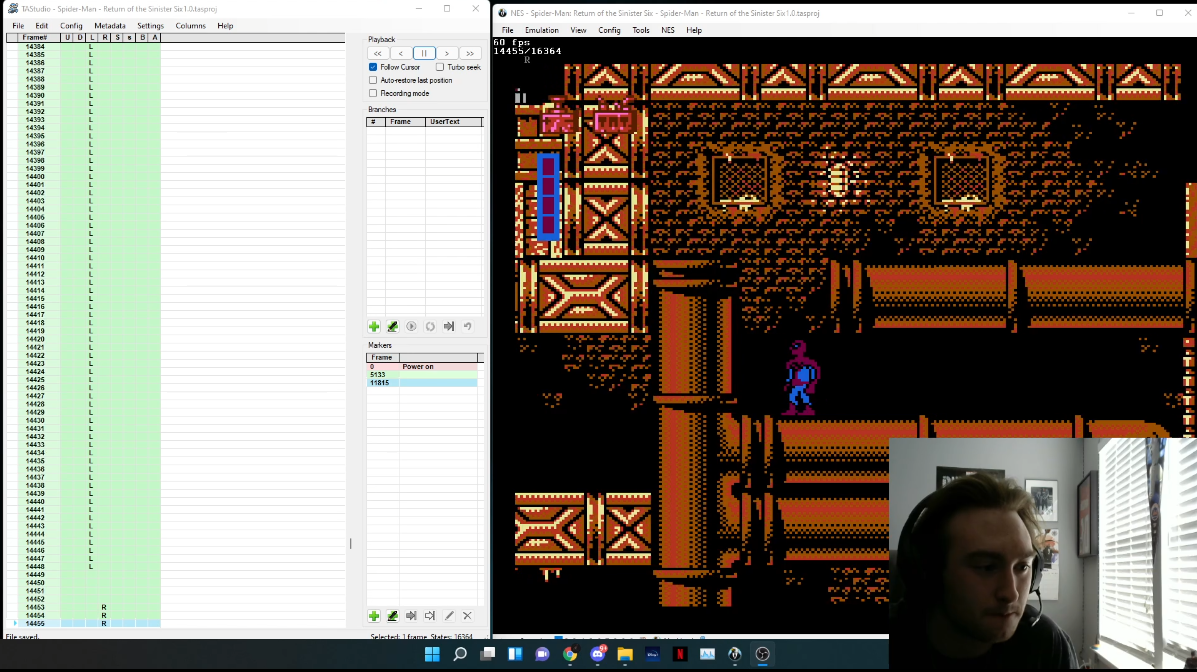 TAStudio - Spider-Man - Return of the Sinister Six1.0.tasproj
File Edit Config Metadata Settings Columns Help
Frame# U D L R S s B A
14384 L
14385 L
14386 L
14387 L
14388 L
14389 L
14390 L
14391 L
14392 L
14393 L
14394 L
14395 L
14396 L
14397 L
14398 L
14399 L
14400 L
14401 L
14402 L
14403 L
14404 L
14405 L
14406 L
14407 L
14408 L
14409 L
14410 L
14411 L
14412 L
14413 L
14414 L
14415 L
14416 L
14417 L
14418 L
14419 L
14420 L
14421 L
14422 L
14423 L
14424 L
14425 L
14426 L
14427 L
14428 L
14429 L
14430 L
14431 L
14432 L
14433 L
14434 L
14435 L
14436 L
14437 L
14438 L
14439 L
14440 L
14441 L
14442 L
14443 L
14444 L
14445 L
14446 L
14447 L
14448 L
14449
14450
14451
14452
14453 R
14454 R
14455 R
File saved.
Selected: 1 frame, States: 16364
Playback
<< < > >>
Follow Cursor Turbo seek
Auto-restore last position
Recording mode
Branches
# Frame UserText
Markers
Frame
0 Power on
5133
11815
NES - Spider-Man: Return of the Sinister Six - Spider-Man - Return of the Sinister Six1.0.tasproj
File Emulation View Config Tools NES Help
60 fps
14455/16364
R